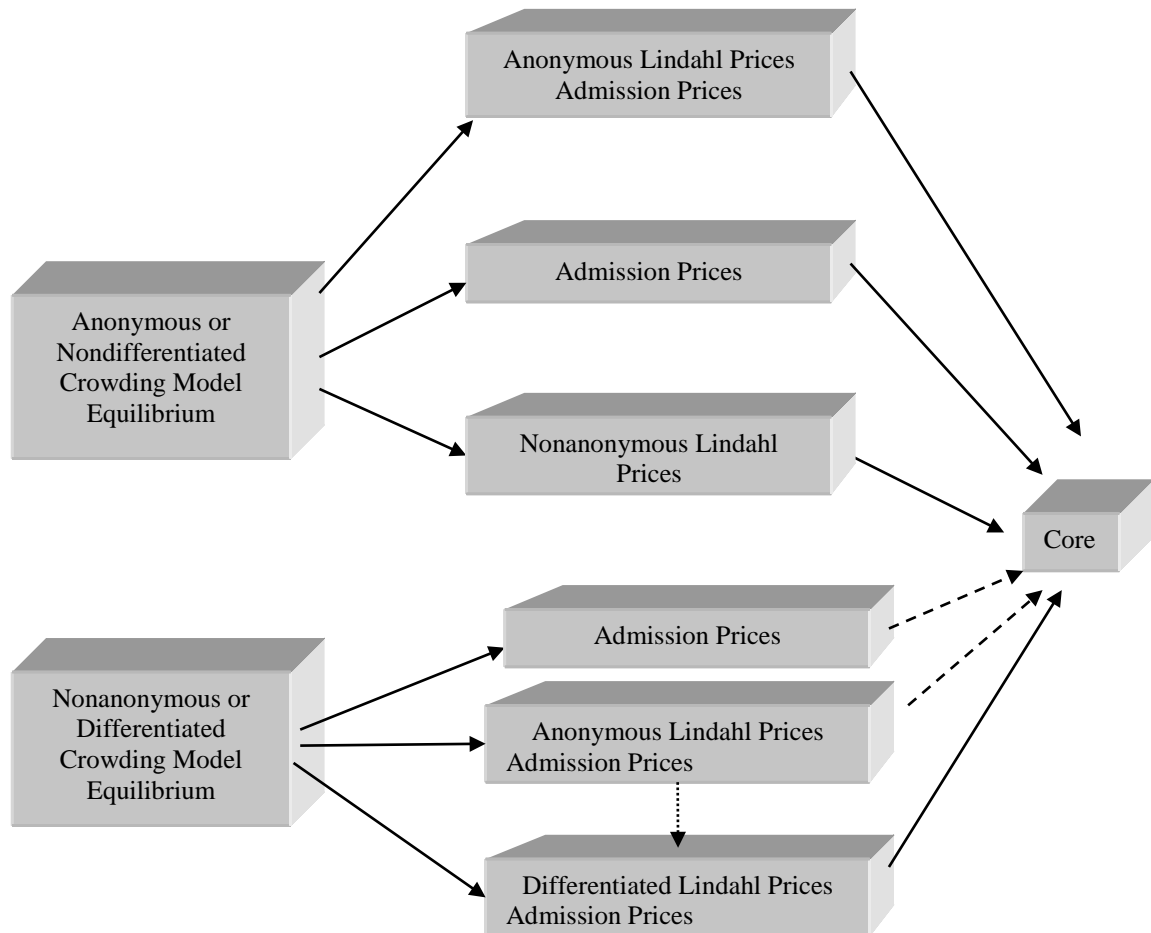 Anonymous Lindahl Prices
Admission Prices
Admission Prices
Anonymous or
Nondifferentiated
Crowding Model
Equilibrium
Nonanonymous Lindahl
Prices
Core
Admission Prices
Nonanonymous or
Differentiated
Crowding Model
Equilibrium
Anonymous Lindahl Prices
Admission Prices
Differentiated Lindahl Prices
Admission Prices